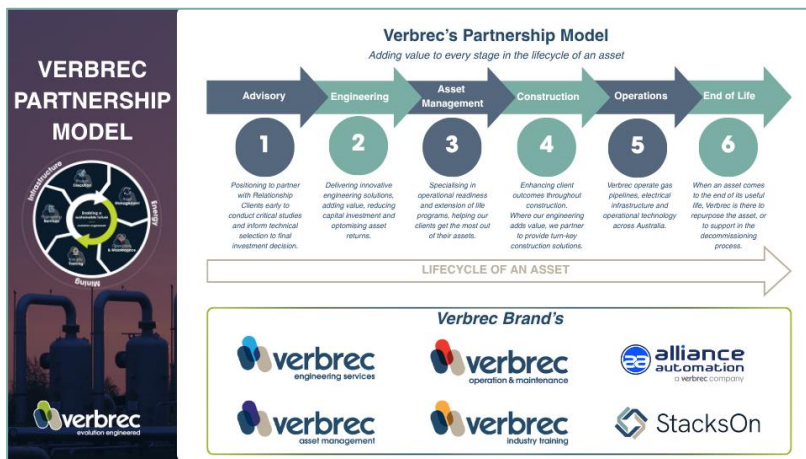 VERBREC
PARTNERSHIP
MODEL
Infrastructure
Energy
Mining
verbrec
evolution engineered
Verbrec's Partnership Model
Adding value to every stage in the lifecycle of an asset
Advisory
Engineering
Asset
Management
Construction
Operations
End of Life
1
2
3
4
5
6
Positioning to partner
with Relationship
Clients early to
conduct critical studies
and inform technical
selection to final
investment decision.
Delivering innovative
engineering solutions,
adding value, reducing
capital investment and
optomising asset
returns.
Specialising in
operational readiness
and extension of life
programs, helping our
clients get the most out
of their assets.
Enhancing client
outcomes throughout
construction.
Where our engineering
adds value, we partner
to provide turn-key
construction solutions.
Verbrec operate gas
pipelines, electrical
infrastructure and
operational technology
across Australia.
When an asset comes
to the end of its useful
life, Verbrec is there to
repurpose the asset, or
to support in the
decommissioning
process.
LIFECYCLE OF AN ASSET
Verbrec Brand's
verbrec
engineering services
verbrec
operation & maintenance
alliance
automation
a verbrec company
verbrec
asset management
verbrec
industry training
StacksOn